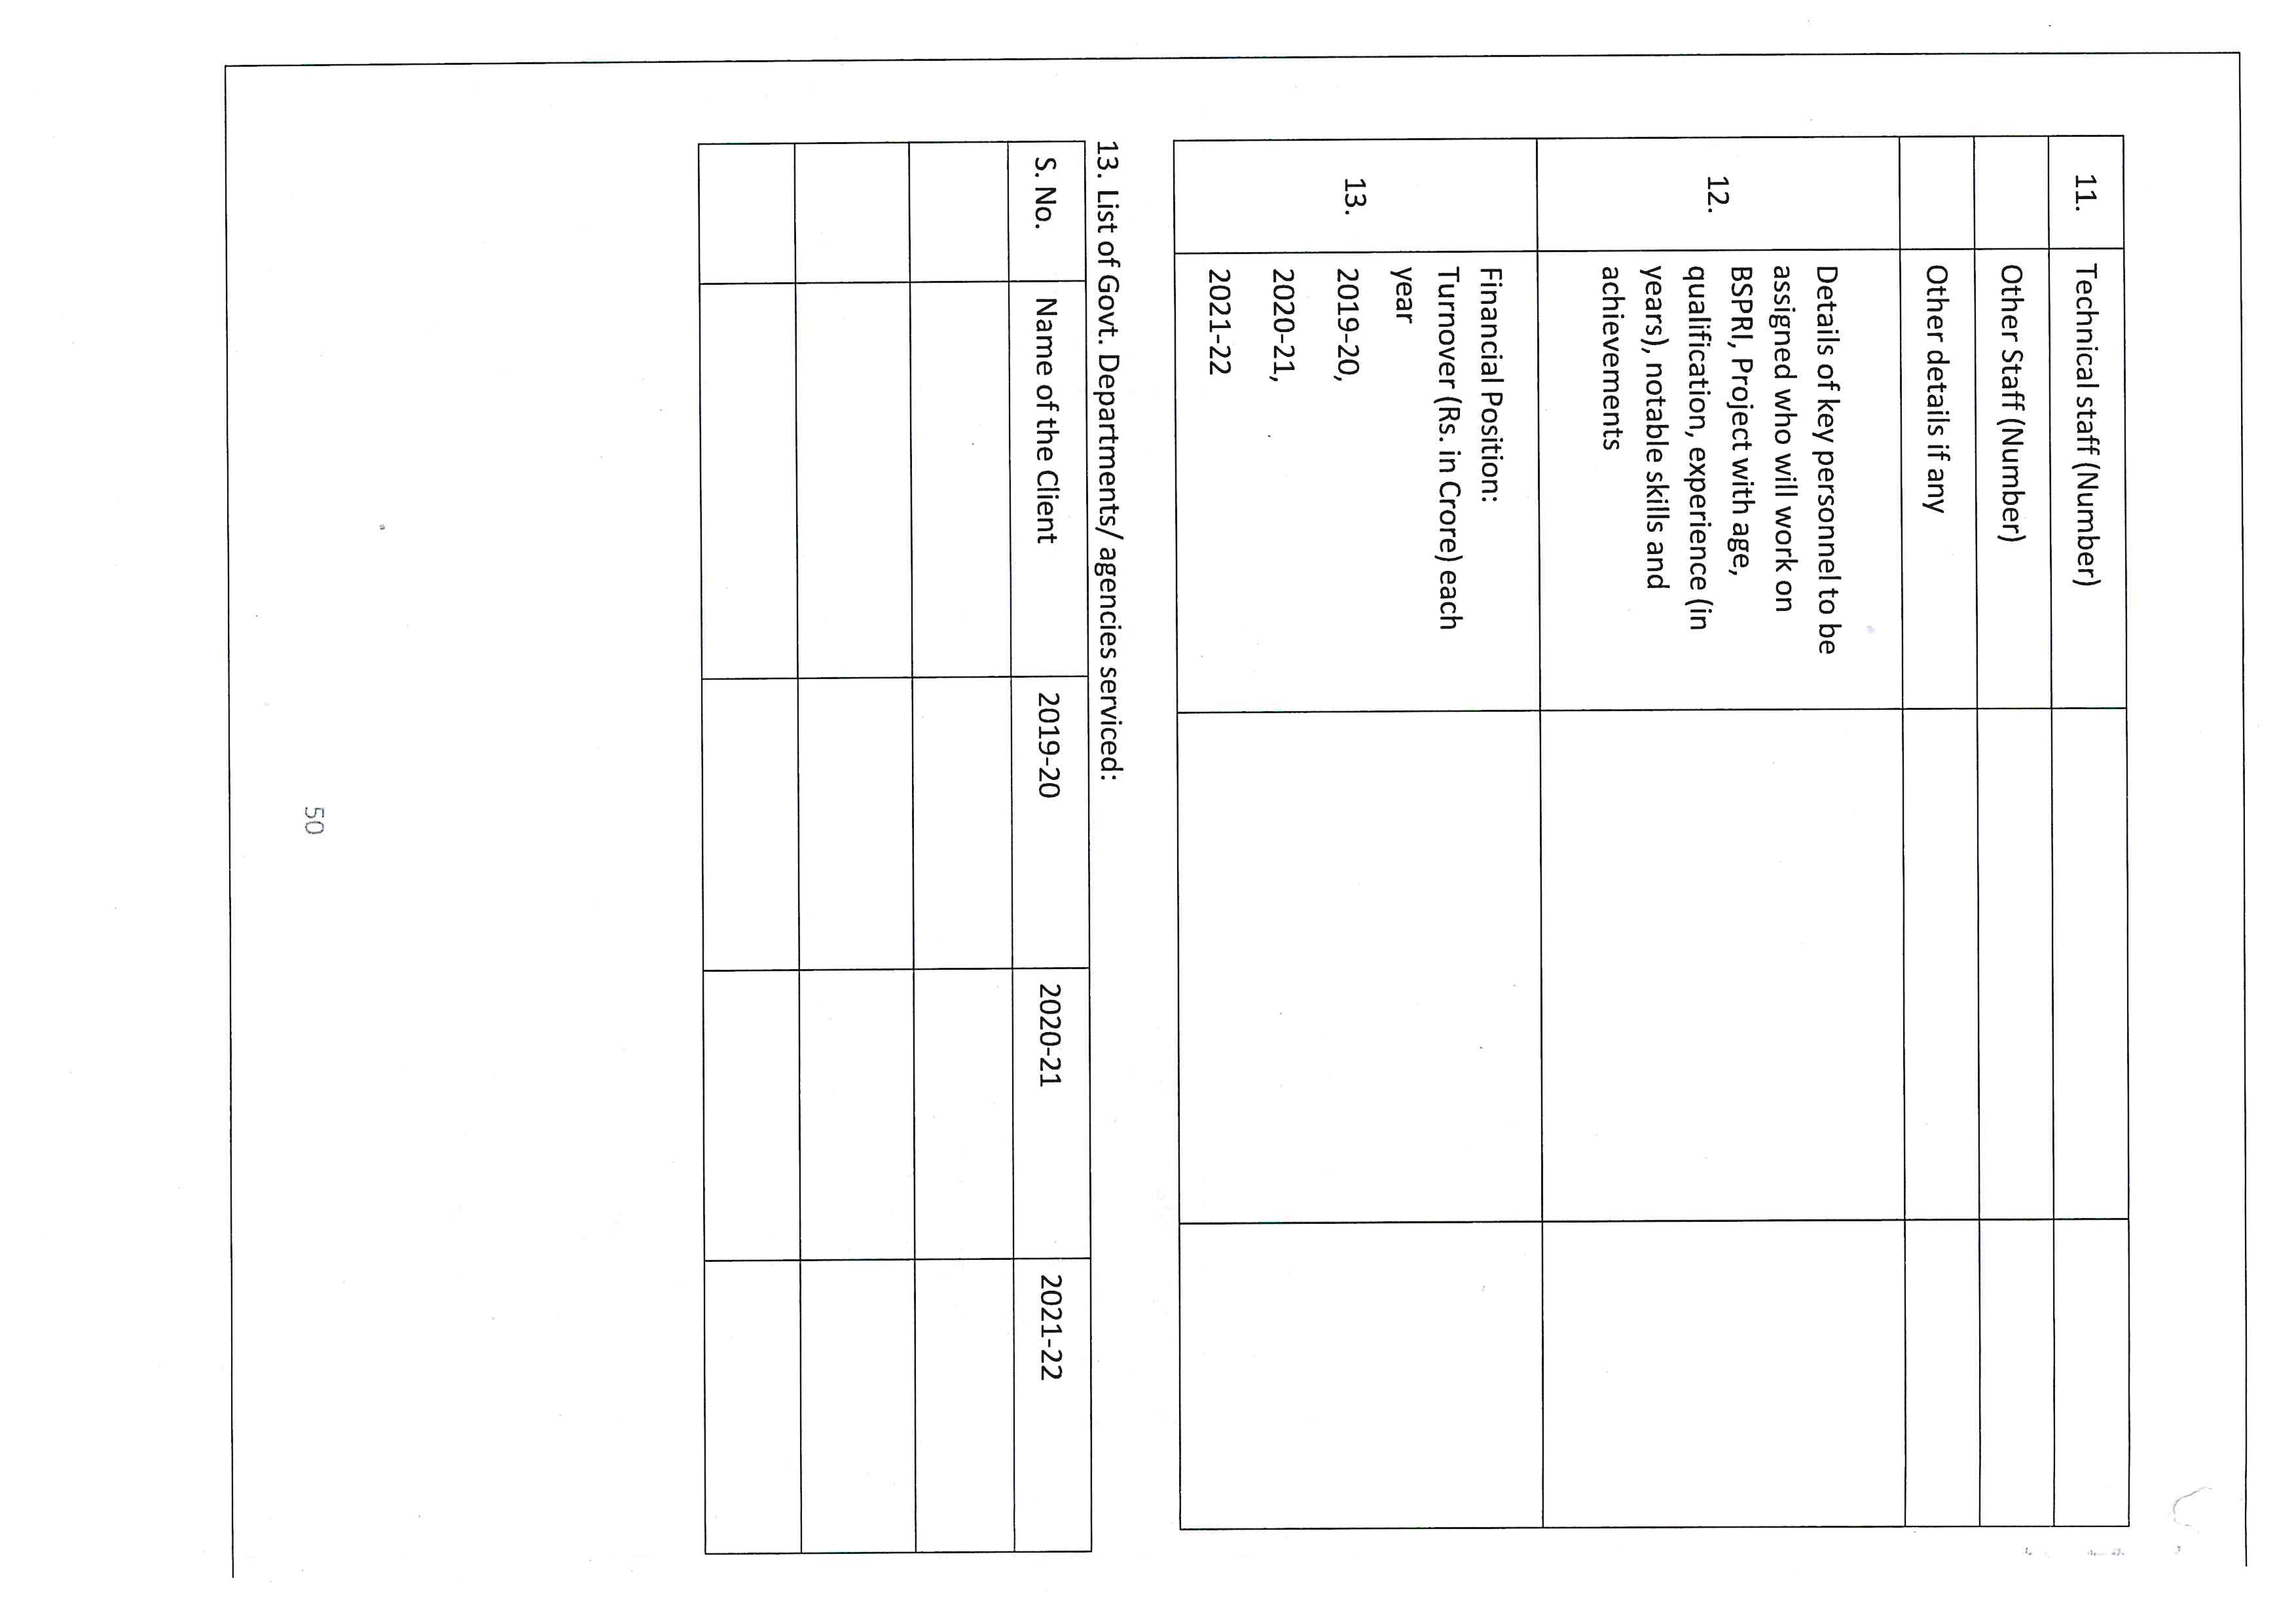 11. Technical staff (Number)
Other Staff (Number)
Other details if any
12. Details of key personnel to be
assigned who will work on
BSPRI, Project with age,
qualification, experience (in
years), notable skills and
achievements
13. Financial Position:
Turnover (Rs. in Crore) each
year
2019-20,
2020-21,
2021-22
13. List of Govt. Departments/ agencies serviced:
S. No. Name of the Client 2019-20 2020-21 2021-22
50